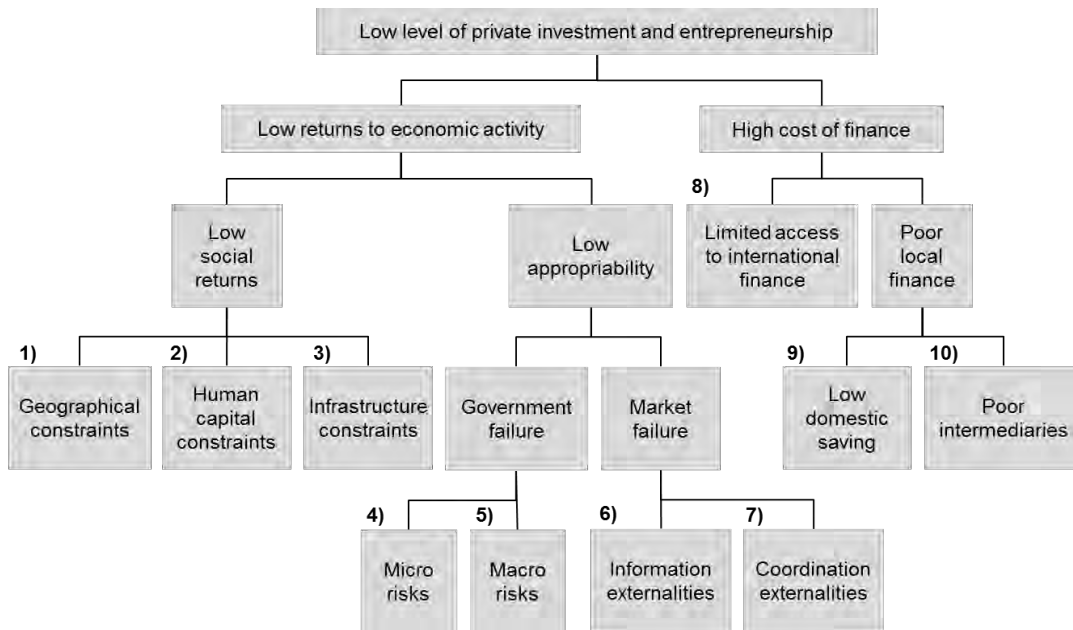 Low level of private investment and entrepreneurship
Low returns to economic activity
High cost of finance
8)
Low
social
returns
Low
appropriability
Limited access
to international
finance
Poor
local
finance
1)
Geographical
constraints
2)
Human
capital
constraints
3)
Infrastructure
constraints
Government
failure
Market
failure
9)
Low
domestic
saving
10)
Poor
intermediaries
4)
Micro
risks
5)
Macro
risks
6)
Information
externalities
7)
Coordination
externalities